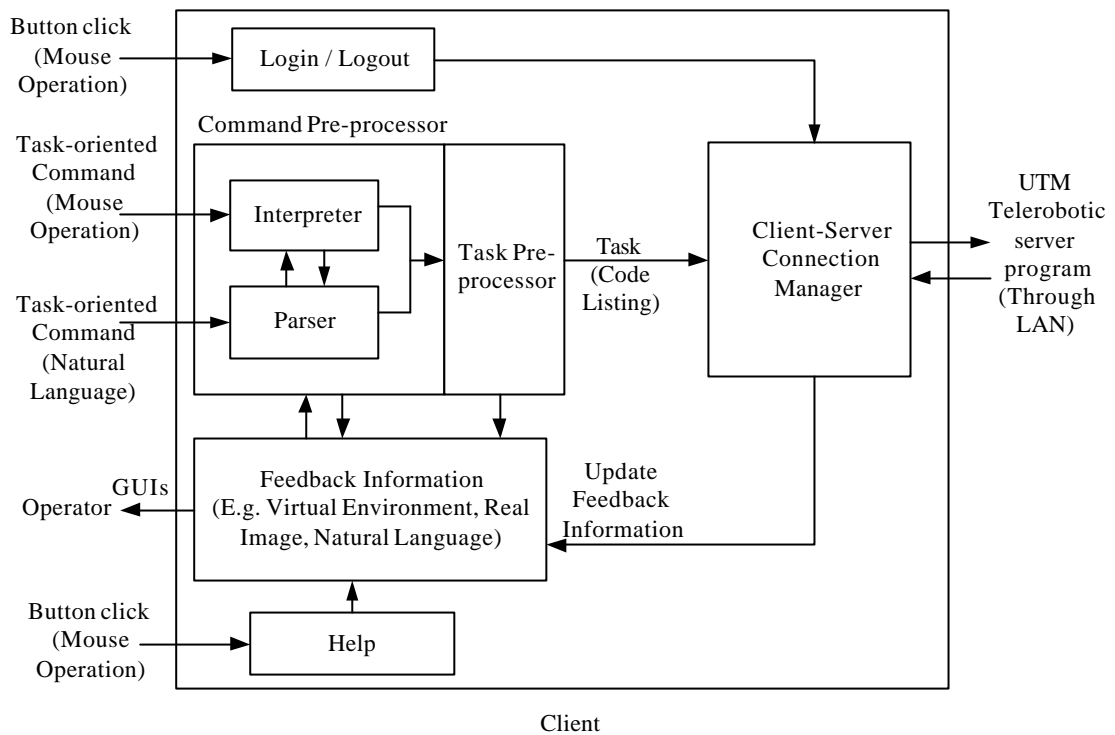 Button click
(Mouse
Operation)
Login / Logout
Command Pre-processor
Task-oriented
Command
(Mouse
Operation)
Interpreter
Task Pre-
processor
Task
(Code
Listing)
Client-Server
Connection
Manager
UTM
Telerobotic
server
program
(Through
LAN)
Parser
Task-oriented
Command
(Natural
Language)
Feedback Information
(E.g. Virtual Environment, Real
Image, Natural Language)
GUIs
Operator
Update
Feedback
Information
Button click
(Mouse
Operation)
Help
Client